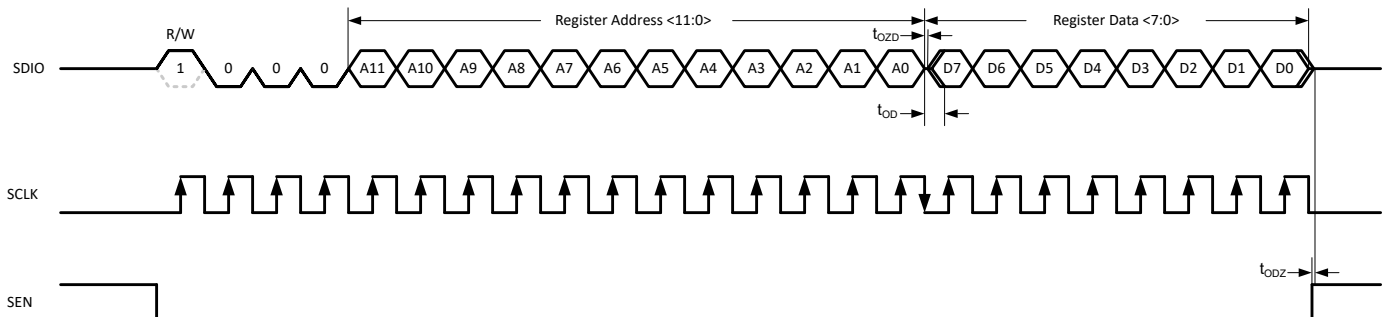 Register Address <11:0> Register Data <7:0>
R/W
tOZD
SDIO 1 0 0 0 A11 A10 A9 A8 A7 A6 A5 A4 A3 A2 A1 A0 D7 D6 D5 D4 D3 D2 D1 D0
tOD
SCLK
tODZ
SEN